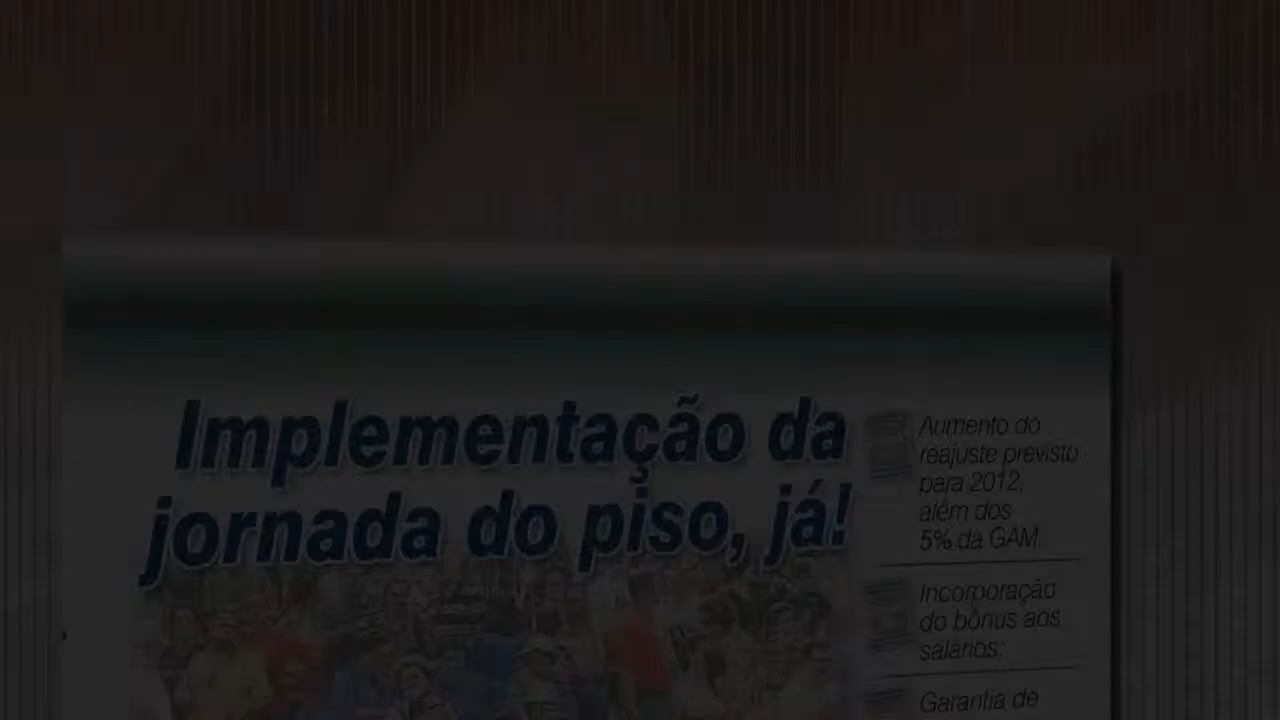 Implementação da
jornada do piso, já!
Aumento do
reajuste previsto
para 2012,
além dos
5% da GAM.
Incorporação
do bônus aos
salários;
Garantia de